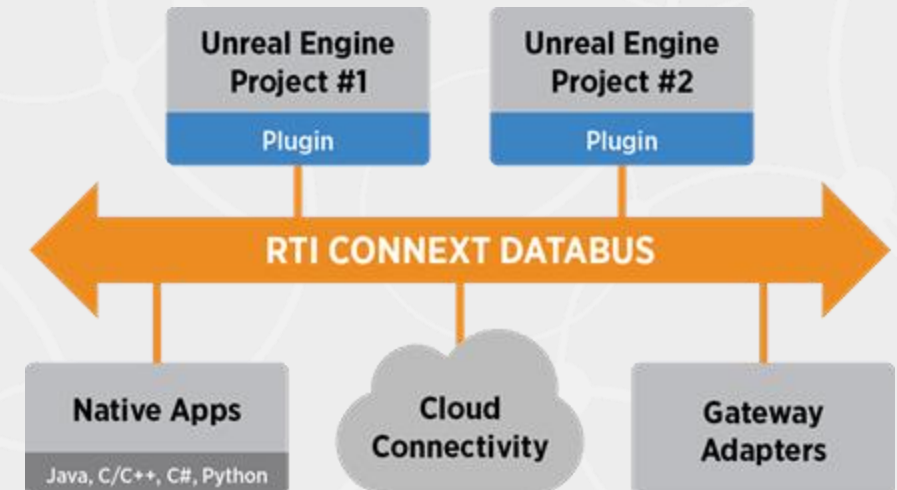 Unreal Engine
Project #1
Plugin
Unreal Engine
Project #2
Plugin
RTI CONNEXT DATABUS
Native Apps
Java, C/C++, C#, Python
Cloud
Connectivity
Gateway
Adapters